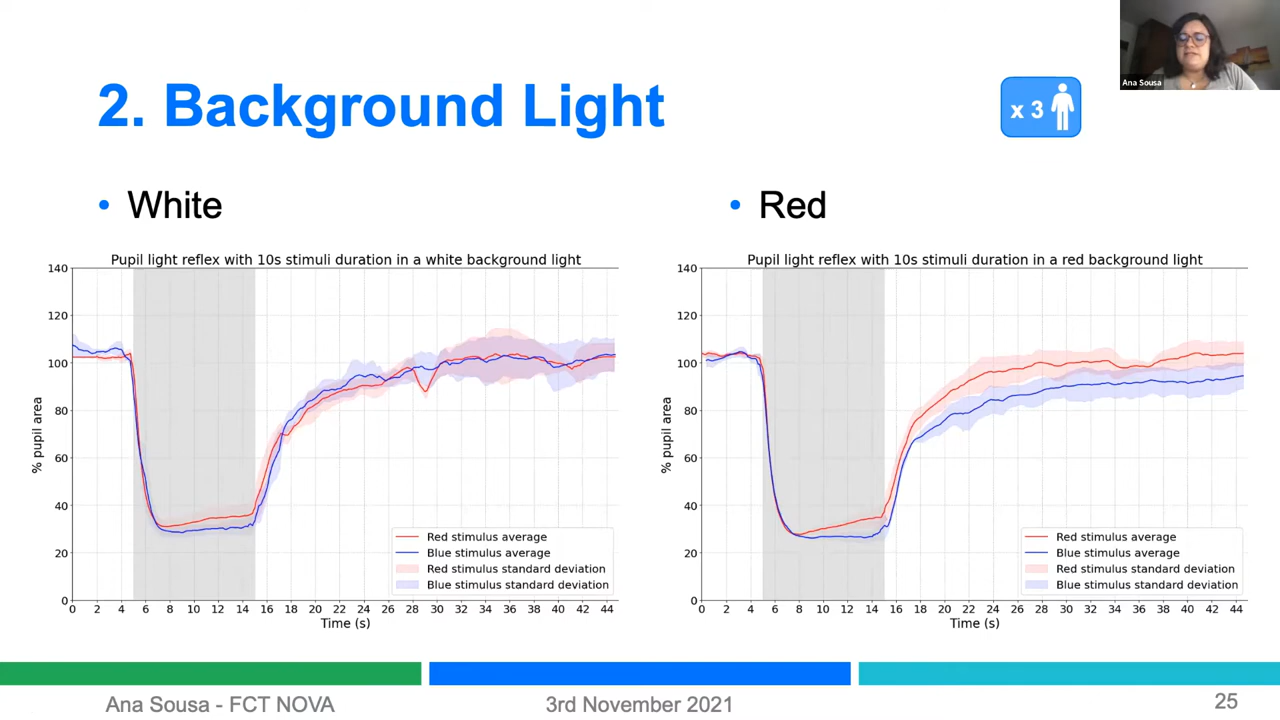 Ana Sousa
2. Background Light
x 3
• White
• Red
Pupil light reflex with 10s stimuli duration in a white background light
140
120
100
80
60
40
20
0
% pupil area
0 2 4 6 8 10 12 14 16 18 20 22 24 26 28 30 32 34 36 38 40 42 44
Time (s)
Red stimulus average
Blue stimulus average
Red stimulus standard deviation
Blue stimulus standard deviation
Pupil light reflex with 10s stimuli duration in a red background light
140
120
100
80
60
40
20
0
% pupil area
0 2 4 6 8 10 12 14 16 18 20 22 24 26 28 30 32 34 36 38 40 42 44
Time (s)
Red stimulus average
Blue stimulus average
Red stimulus standard deviation
Blue stimulus standard deviation
Ana Sousa - FCT NOVA
3rd November 2021
25